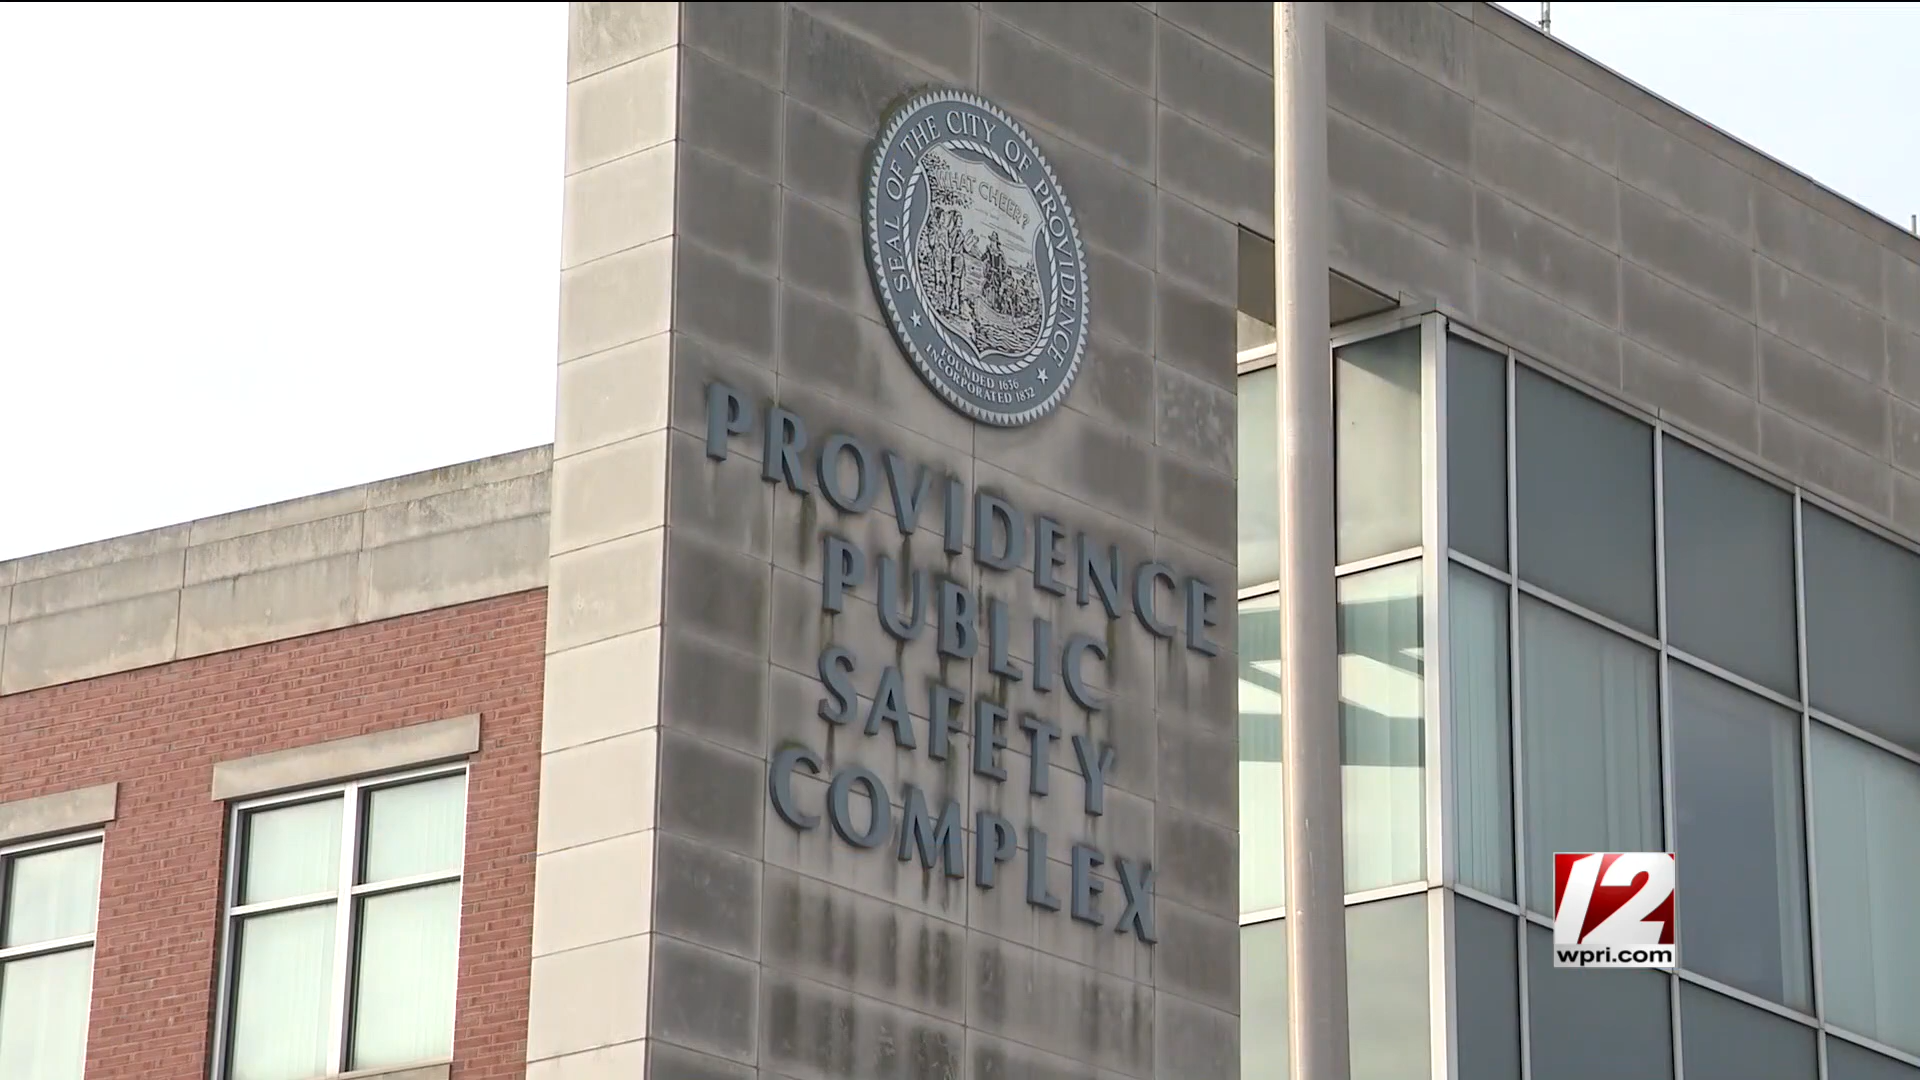 SEAL OF THE CITY OF PROVIDENCE
WHAT CHEER?
FOUNDED 1636
INCORPORATED 1832
PROVIDENCE
PUBLIC
SAFETY
COMPLEX
12
wpri.com